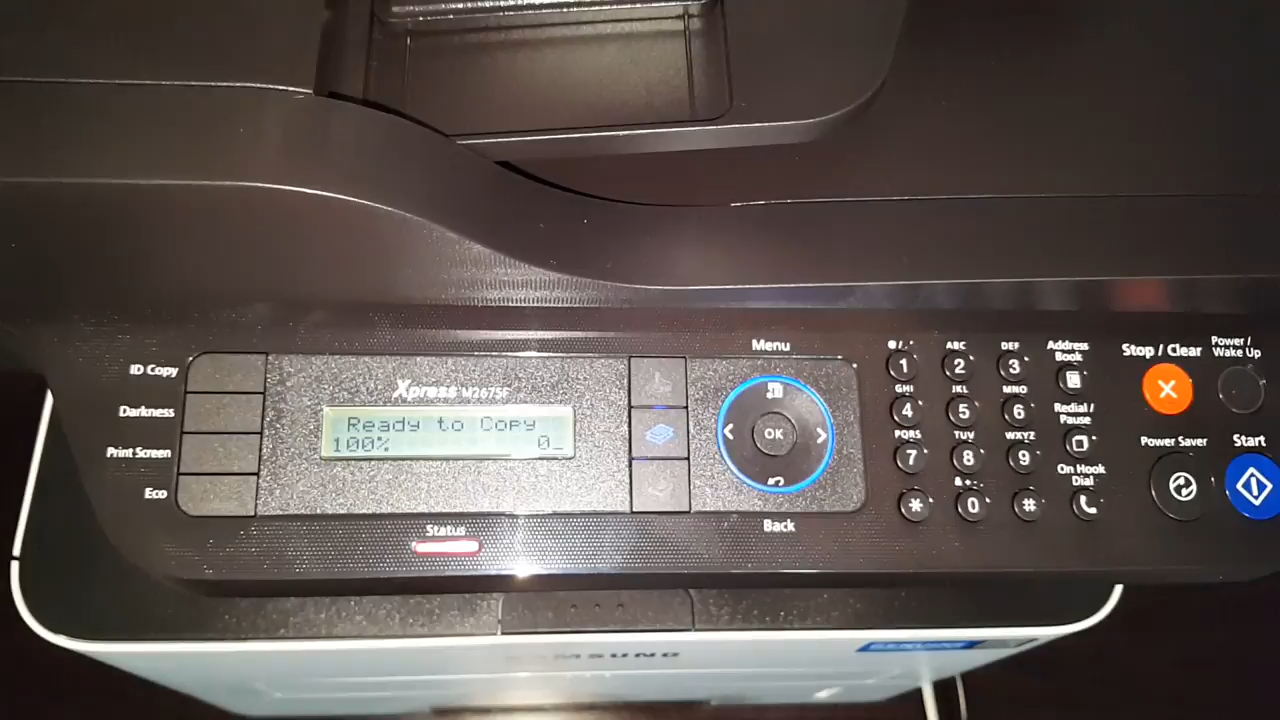 Menu
ID Copy
Darkness
Print Screen
Eco
Xpress M2675F
Ready to Copy
100% 0_
Status
OK
Back
@/.'
ABC
DEF
1
2
3
GHI
JKL
MNO
4
5
6
PQRS
TUV
WXYZ
7
8
9
*
0
#
Address
Book
Redial /
Pause
On Hook
Dial
Stop / Clear
Power /
Wake Up
Power Saver
Start
SAMSUNG